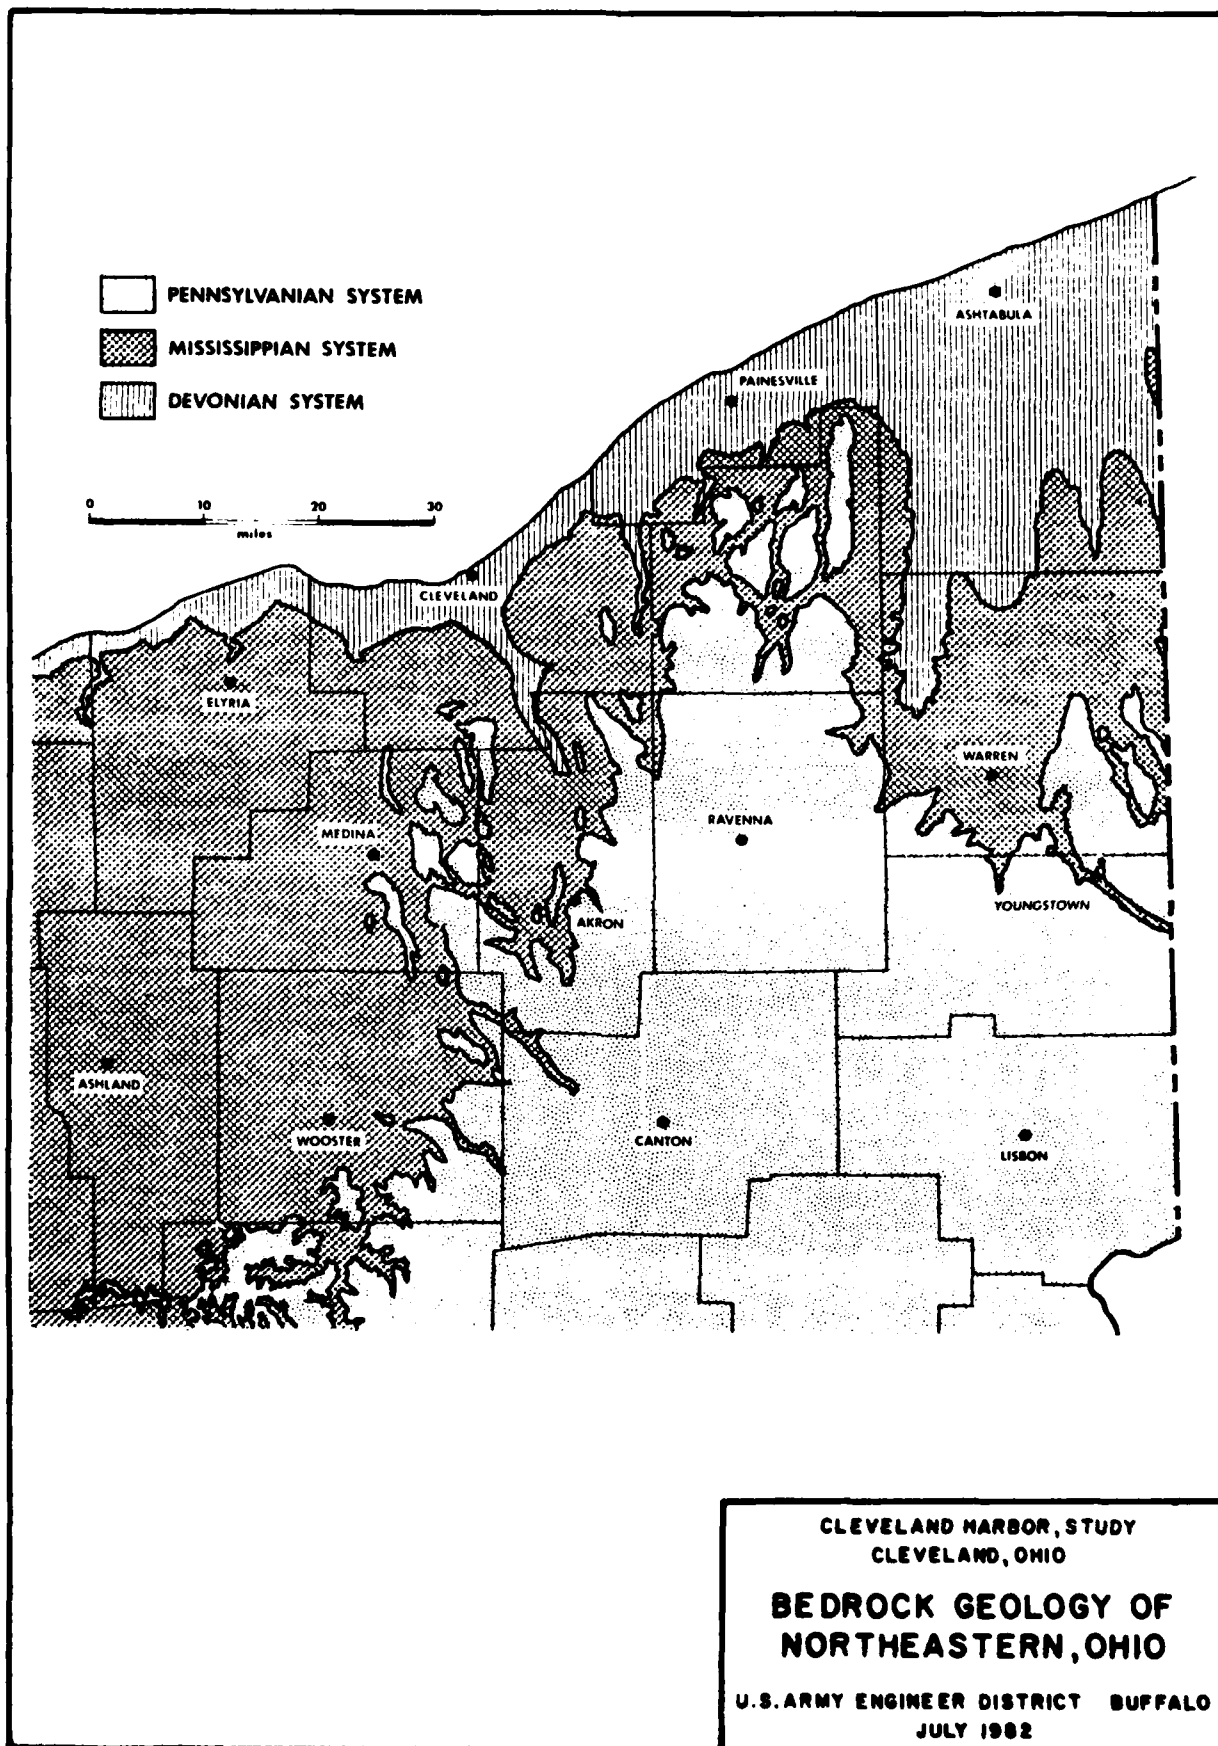 PENNSYLVANIAN SYSTEM
MISSISSIPPIAN SYSTEM
DEVONIAN SYSTEM
0 10 20 30
miles
ASHTABULA
PAINESVILLE
CLEVELAND
ELYRIA
WARREN
MEDINA
RAVENNA
YOUNGSTOWN
AKRON
ASHLAND
WOOSTER
CANTON
LISBON
CLEVELAND HARBOR, STUDY
CLEVELAND, OHIO
BEDROCK GEOLOGY OF
NORTHEASTERN, OHIO
U.S. ARMY ENGINEER DISTRICT BUFFALO
JULY 1982